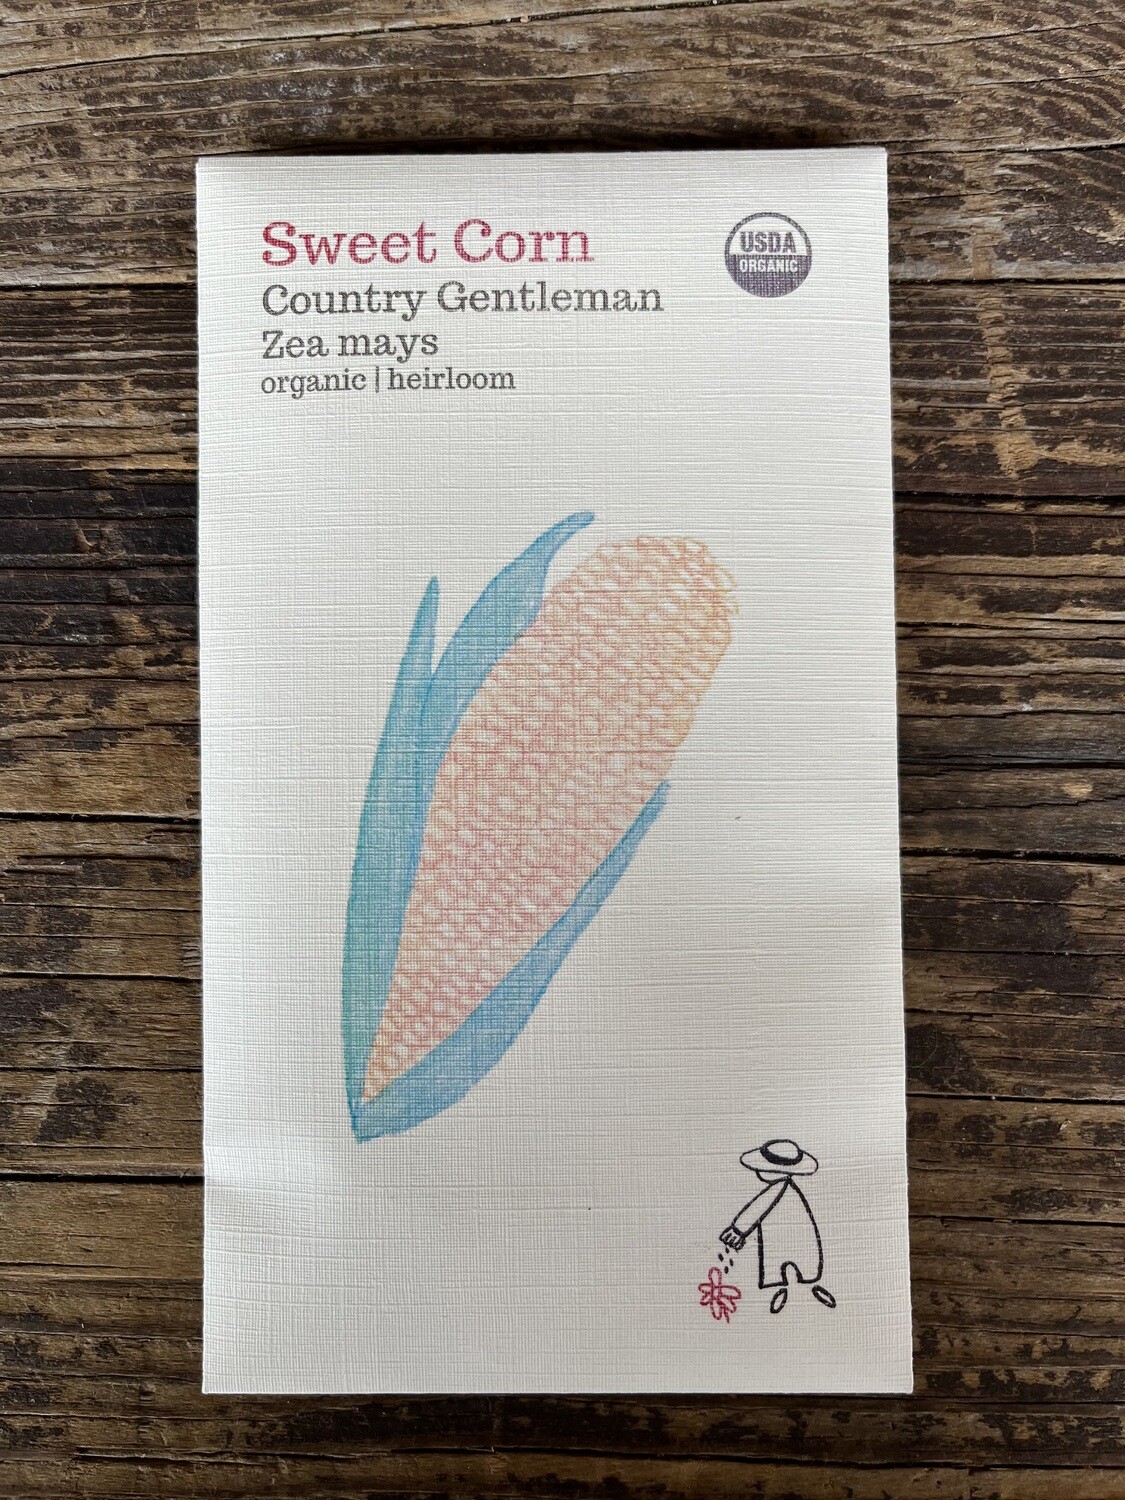 Sweet Corn
Country Gentleman
Zea mays
organic | heirloom
USDA
ORGANIC